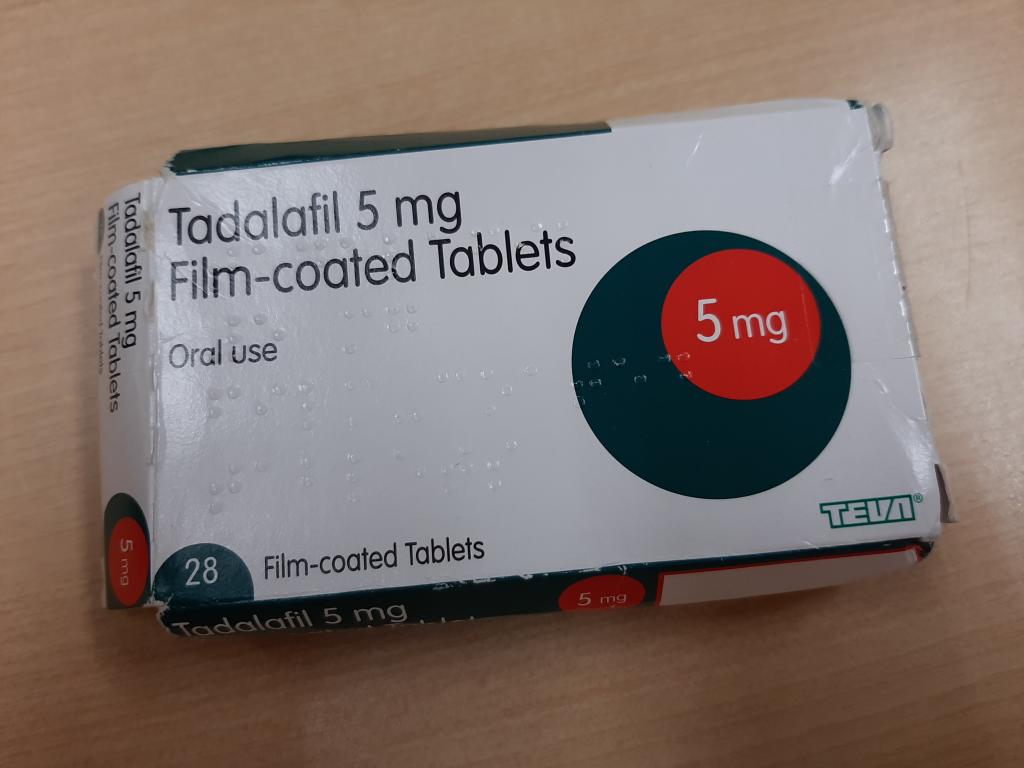 Tadalafil 5 mg
Film-coated Tablets
Oral use
5 mg
TEVA®
28 Film-coated Tablets
Tadalafil 5 mg
Film-coated Tablets
5 mg
Tadalafil 5 mg
5 mg